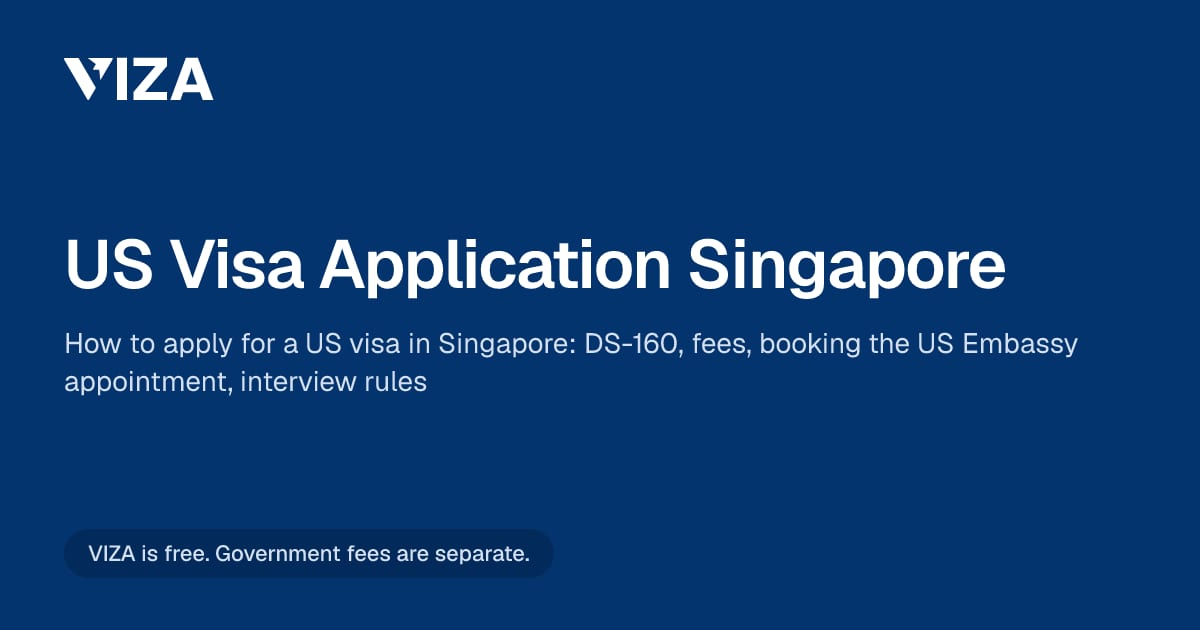 VIZA
US Visa Application Singapore
How to apply for a US visa in Singapore: DS-160, fees, booking the US Embassy
appointment, interview rules
VIZA is free. Government fees are separate.